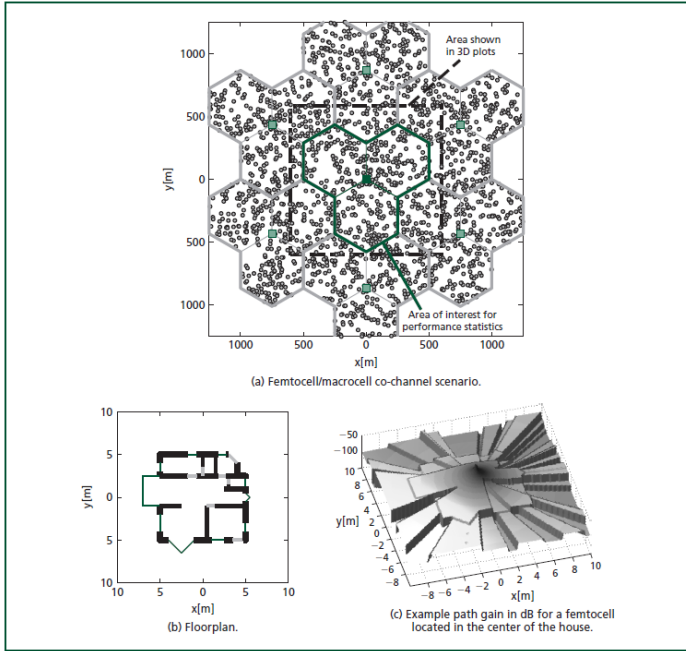 Area shown
in 3D plots
1000
500
y[m]
0
500
1000
Area of interest for
performance statistics
1000 500 0 500 1000
x[m]
(a) Femtocell/macrocell co-channel scenario.
10
5
y[m]
0
5
10
10 5 0 5 10
x[m]
(b) Floorplan.
−50
−100
10
8
6
4
y[m]
2
0
−2
−4
−6
−8
−8 −6 −4 −2 0 2 4 6 8 10
x[m]
(c) Example path gain in dB for a femtocell
located in the center of the house.